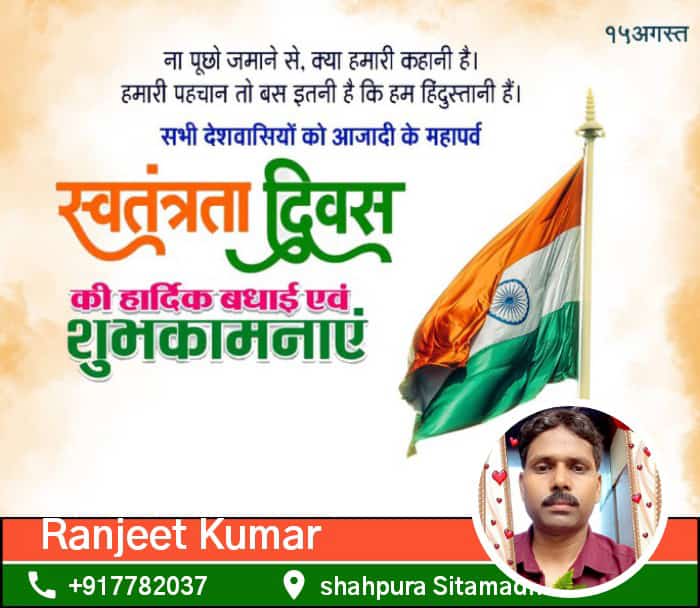 १५अगस्त
ना पूछो जमाने से, क्या हमारी कहानी है।
हमारी पहचान तो बस इतनी है कि हम हिंदुस्तानी हैं।
सभी देशवासियों को आजादी के महापर्व
स्वतंत्रता दिवस
की हार्दिक बधाई एवं
शुभकामनाएं
Ranjeet Kumar
+917782037
shahpura